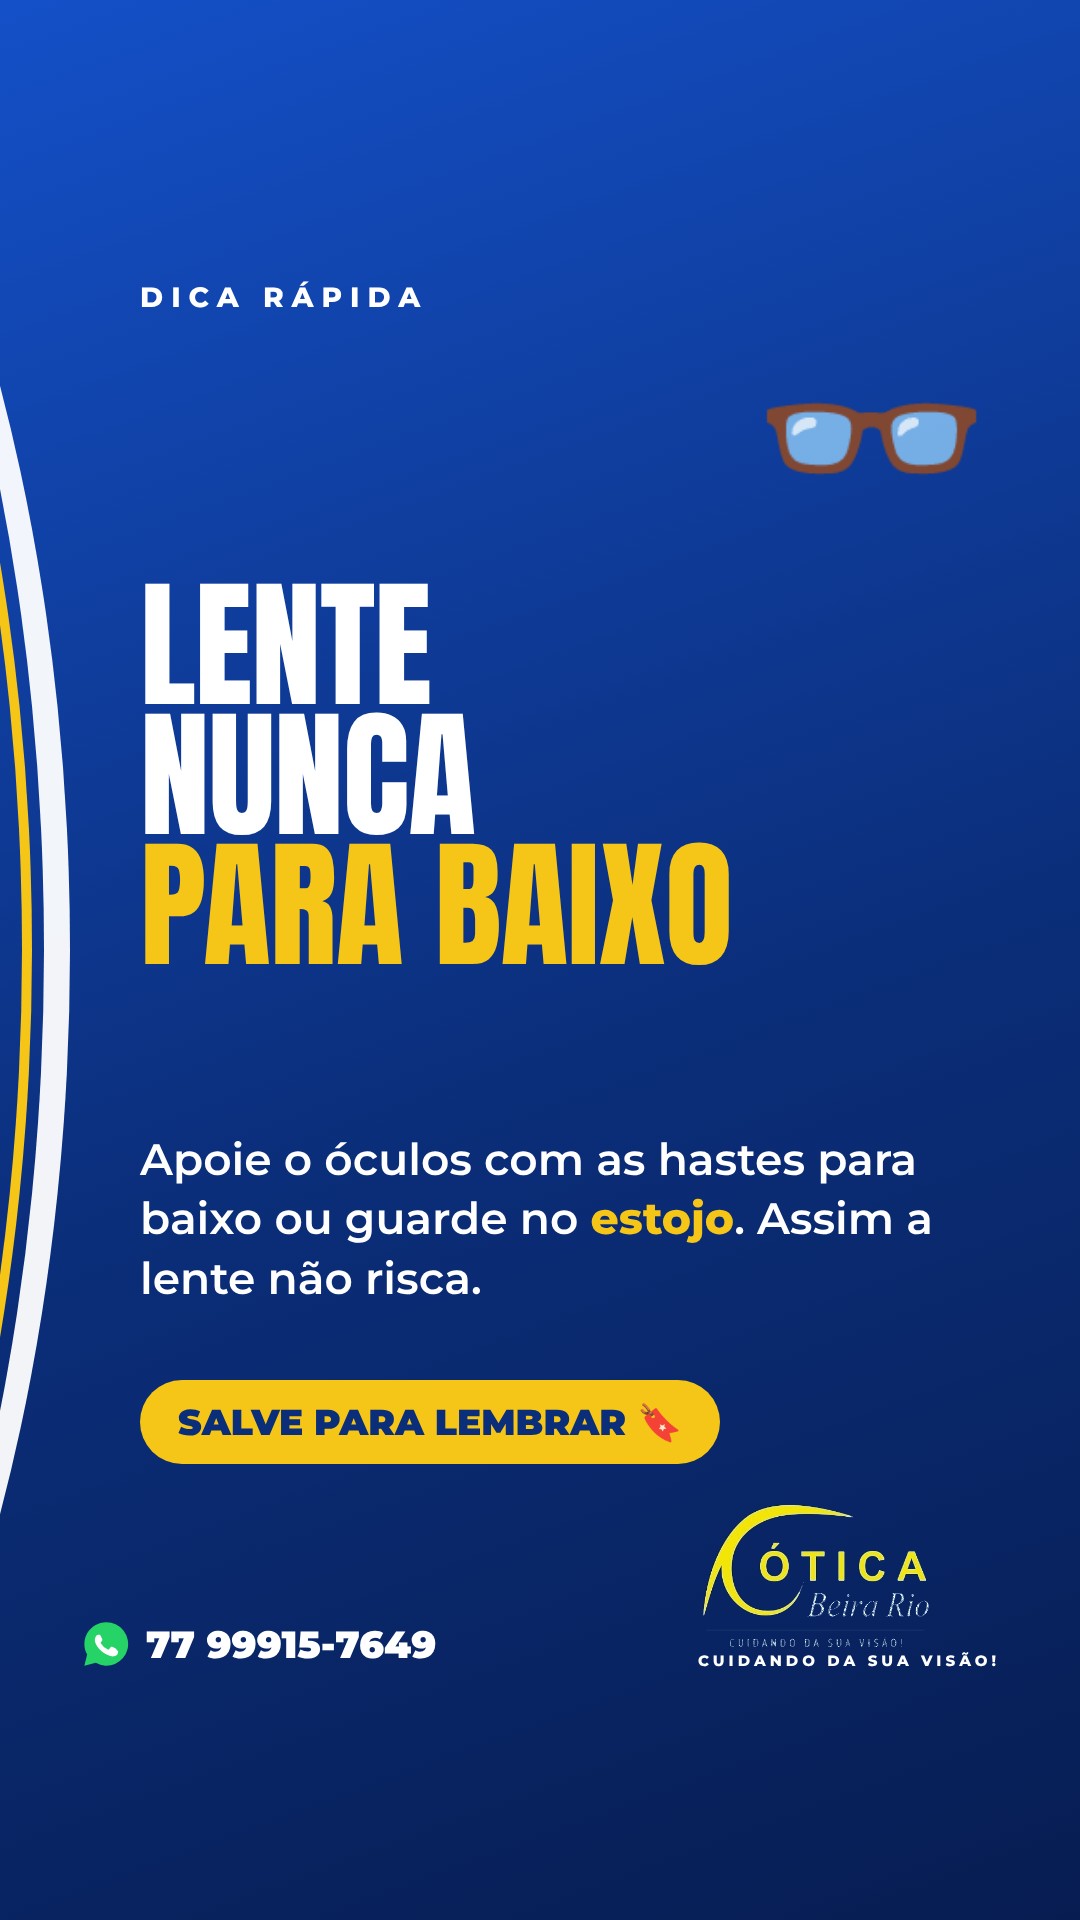 DICA RÁPIDA
LENTE
NUNCA
PARA BAIXO
Apoie o óculos com as hastes para
baixo ou guarde no estojo. Assim a
lente não risca.
SALVE PARA LEMBRAR
ÓTICA
Beira Rio
CUIDANDO DA SUA VISÃO!
CUIDANDO DA SUA VISÃO!
77 99915-7649